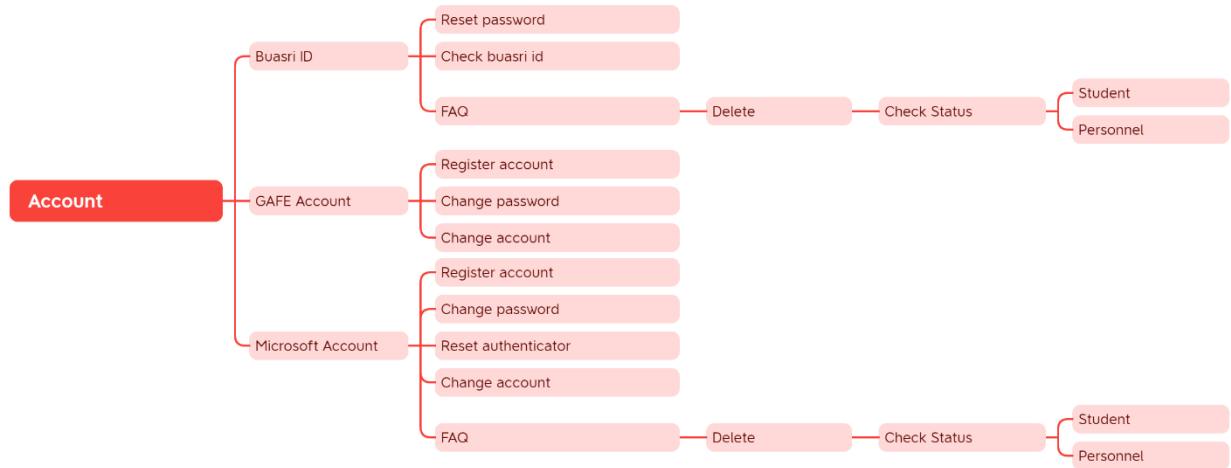 Account
Buasri ID
Reset password
Check buasri id
FAQ
Delete
Check Status
Student
Personnel
GAFE Account
Register account
Change password
Change account
Microsoft Account
Register account
Change password
Reset authenticator
Change account
FAQ
Delete
Check Status
Student
Personnel